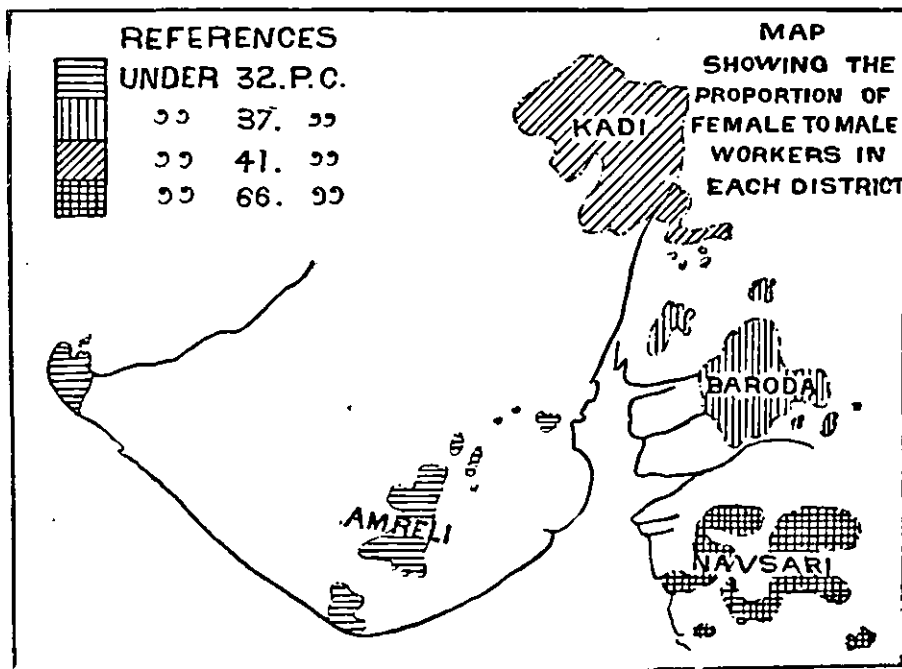 REFERENCES
UNDER 32.P.C.
„ 37. „
„ 41. „
„ 66. „
MAP
SHOWING THE
PROPORTION OF
FEMALE TO MALE
WORKERS IN
EACH DISTRICT
KADI
BARODA
AMRELI
NAVSARI